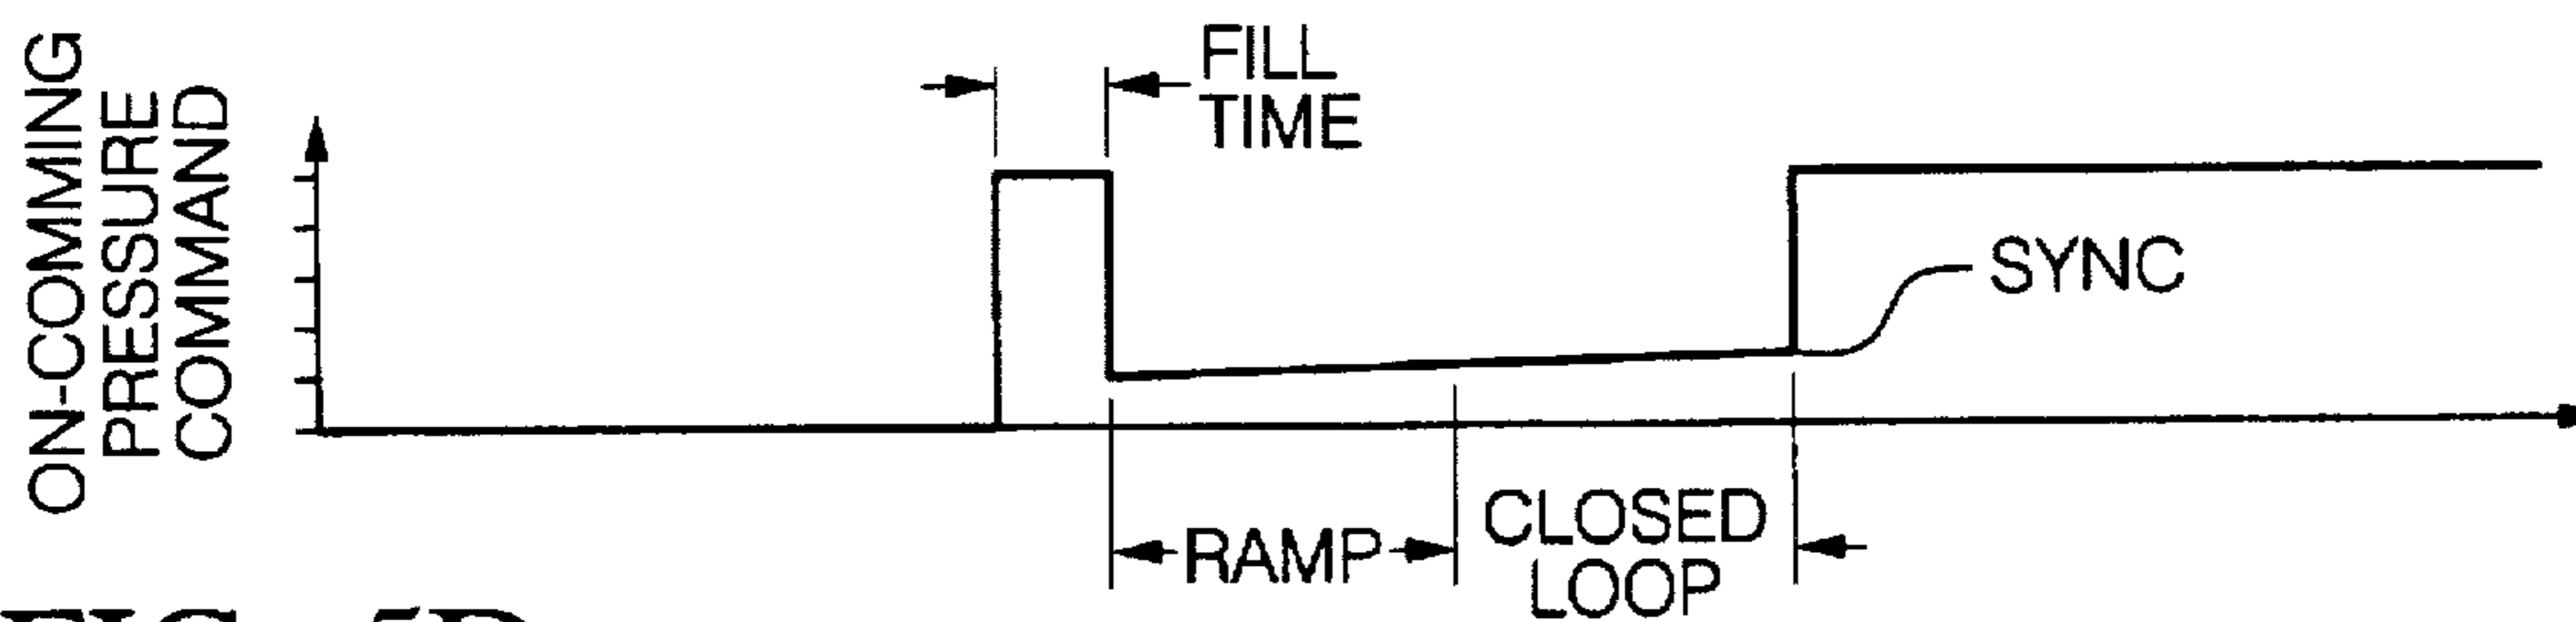 ON-COMMING
PRESSURE
COMMAND
FILL
TIME
SYNC
RAMP
CLOSED
LOOP